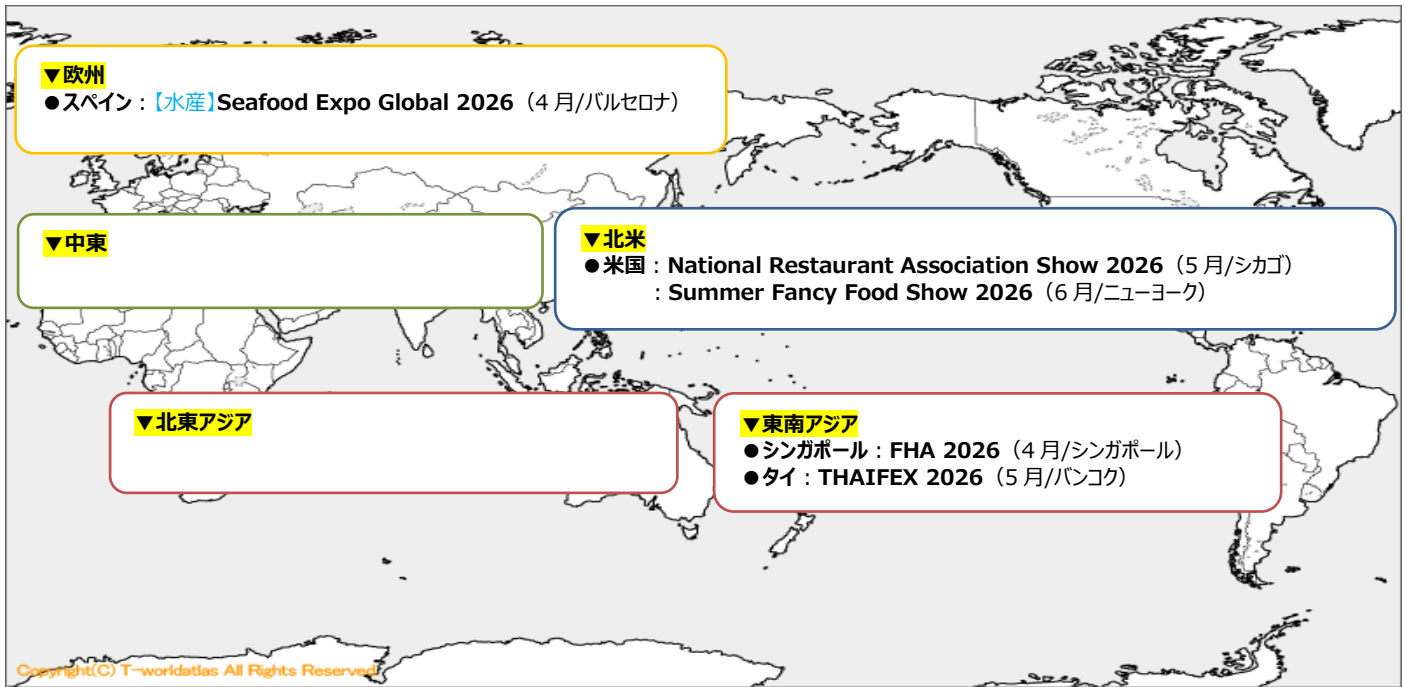 ▼欧州
●スペイン：【水産】Seafood Expo Global 2026（4月/バルセロナ）
▼中東
▼北米
●米国：National Restaurant Association Show 2026（5月/シカゴ）
：Summer Fancy Food Show 2026（6月/ニューヨーク）
▼北東アジア
▼東南アジア
●シンガポール：FHA 2026（4月/シンガポール）
●タイ：THAIFEX 2026（5月/バンコク）
Copyright(C) T-worldatlas All Rights Reserved